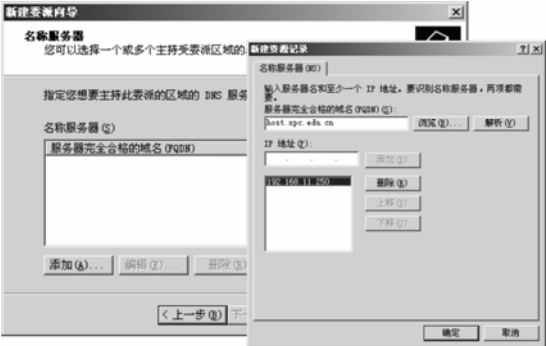 新建委派向导
名称服务器
您可以选择一个或多个主持受委派区域的
指定您想要主持此委派的区域的 DNS 服务
名称服务器(S)
服务器完全合格的域名(FQDN)
添加(A)...
编辑(E)...
删除(R)
<上一步(B)
下一
新建委派记录
名称服务器(NS)
输入服务器名和至少一个 IP 地址。要识别名称服务器，两项都需
要。
服务器完全合格的域名(FQDN)(S):
host.xpc.edu.cn
浏览(B)...
解析(V)
IP 地址(P):
添加(D)
192.168.11.250
删除(R)
上移(U)
下移(O)
确定
取消